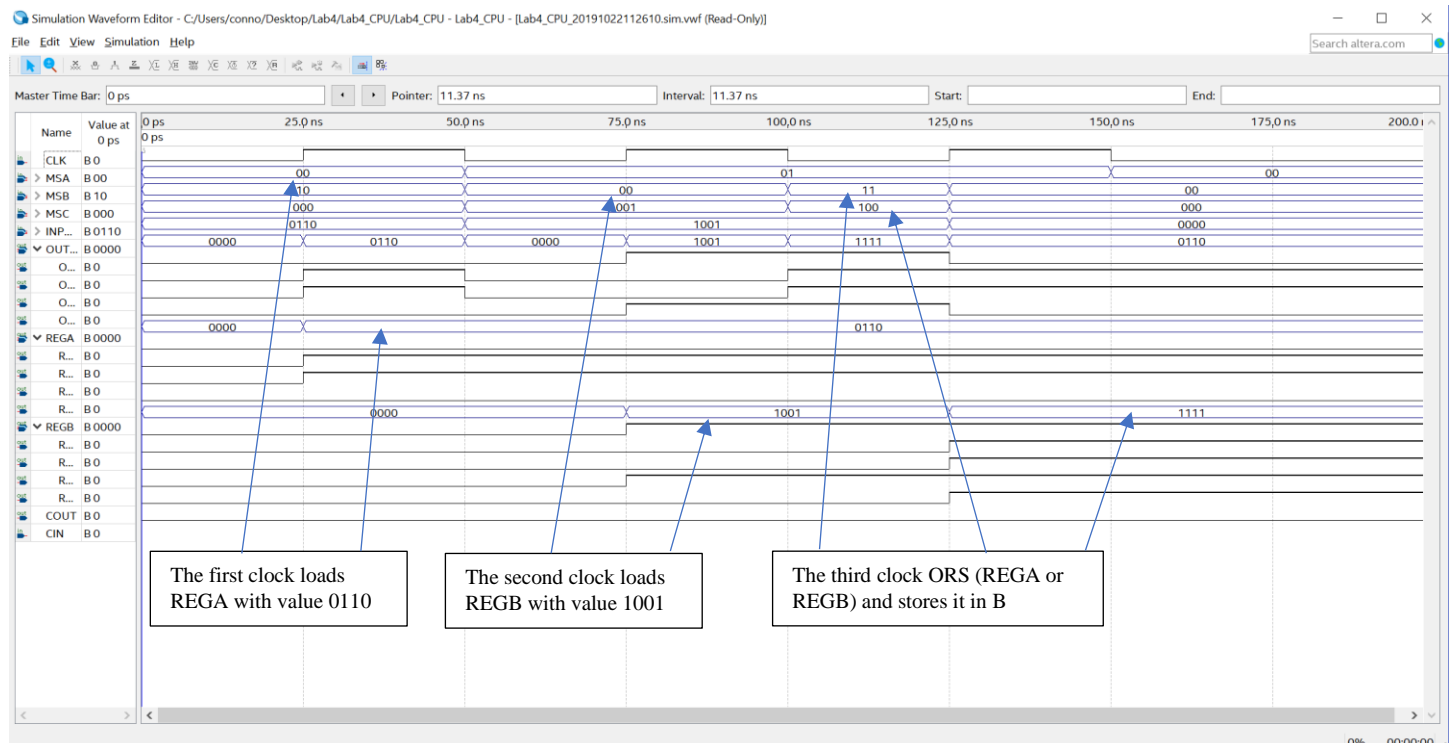 Simulation Waveform Editor - C:/Users/conno/Desktop/Lab4/Lab4_CPU/Lab4_CPU - Lab4_CPU - [Lab4_CPU_20191022112610.sim.vwf (Read-Only)]
File Edit View Simulation Help
Search altera.com
Master Time Bar: 0 ps Pointer: 11.37 ns Interval: 11.37 ns Start: End:
Name Value at 0 ps
0 ps 25.0 ns 50.0 ns 75.0 ns 100.0 ns 125.0 ns 150.0 ns 175.0 ns 200.0
0 ps
CLK B 0
MSA B 00 00 01 00
MSB B 10 10 00 11 00
MSC B 000 000 001 100 000
INP... B 0110 0110 1001 0000
OUT... B 0000 0000 0110 0000 1001 1111 0110
O... B 0
O... B 0
O... B 0
O... B 0
REGA B 0000 0000 0110
R... B 0
R... B 0
R... B 0
R... B 0
REGB B 0000 0000 1001 1111
R... B 0
R... B 0
R... B 0
R... B 0
COUT B 0
CIN B 0
The first clock loads
REGA with value 0110
The second clock loads
REGB with value 1001
The third clock ORS (REGA or
REGB) and stores it in B
0% 00:00:00